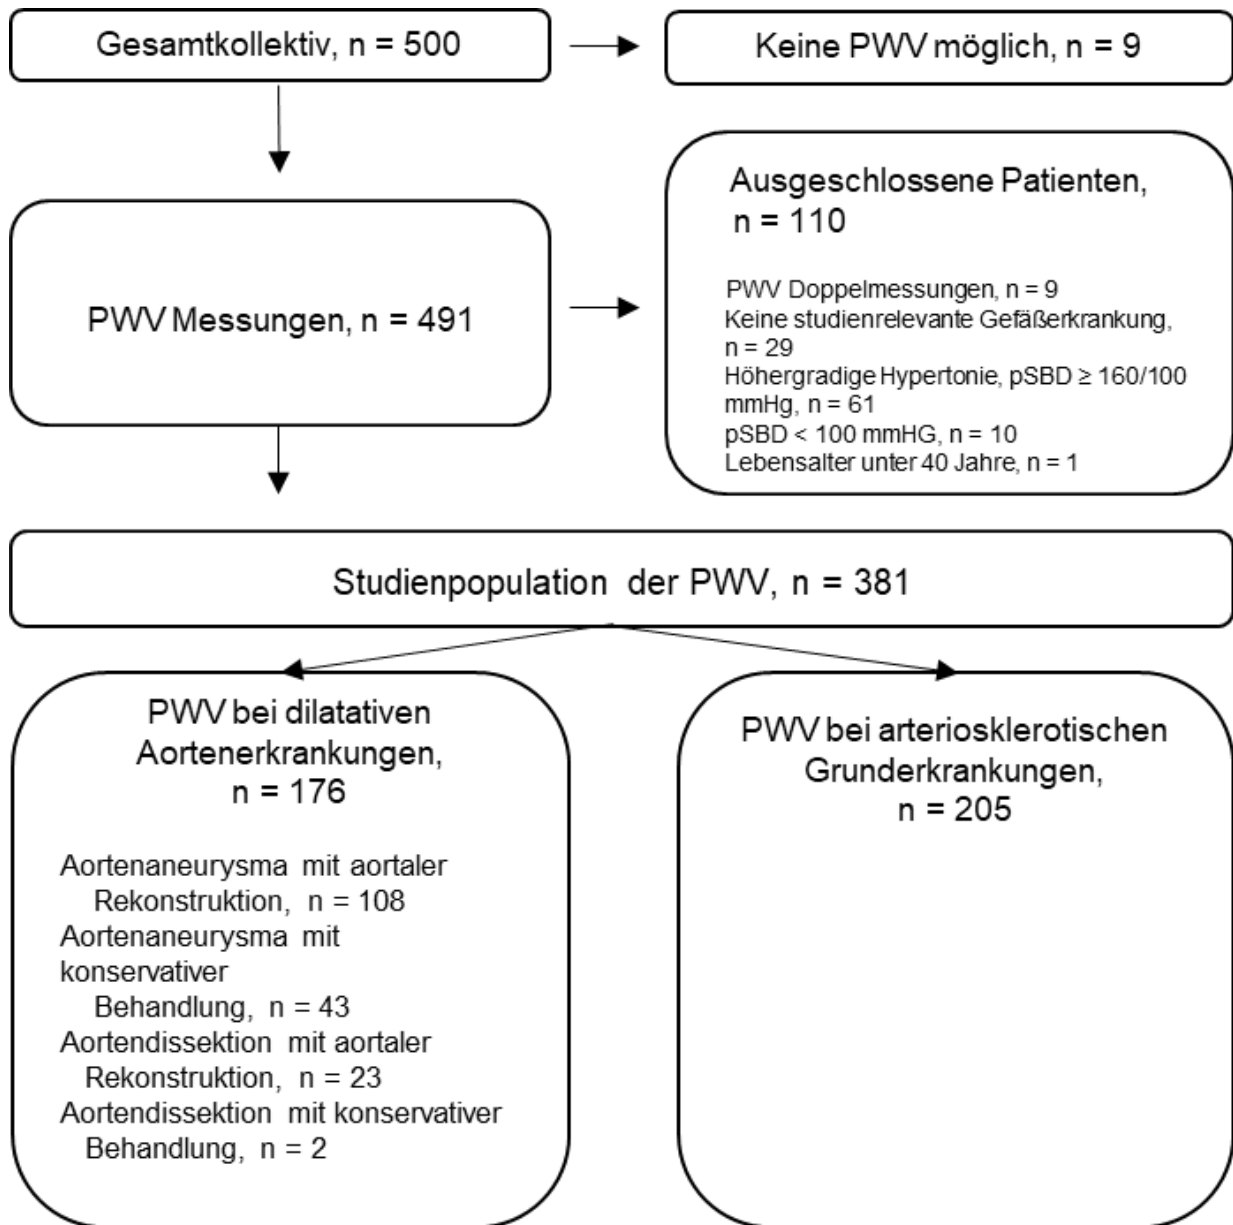 Gesamtkollektiv, n = 500
Keine PWV möglich, n = 9
PWV Messungen, n = 491
Ausgeschlossene Patienten,
n = 110
PWV Doppelmessungen, n = 9
Keine studienrelevante Gefäßerkrankung,
n = 29
Höhergradige Hypertonie, pSBD ≥ 160/100
mmHg, n = 61
pSBD < 100 mmHG, n = 10
Lebensalter unter 40 Jahre, n = 1
Studienpopulation der PWV, n = 381
PWV bei dilatativen
Aortenerkrankungen,
n = 176
Aortenaneurysma mit aortaler
Rekonstruktion, n = 108
Aortenaneurysma mit
konservativer
Behandlung, n = 43
Aortendissektion mit aortaler
Rekonstruktion, n = 23
Aortendissektion mit konservativer
Behandlung, n = 2
PWV bei arteriosklerotischen
Grunderkrankungen,
n = 205